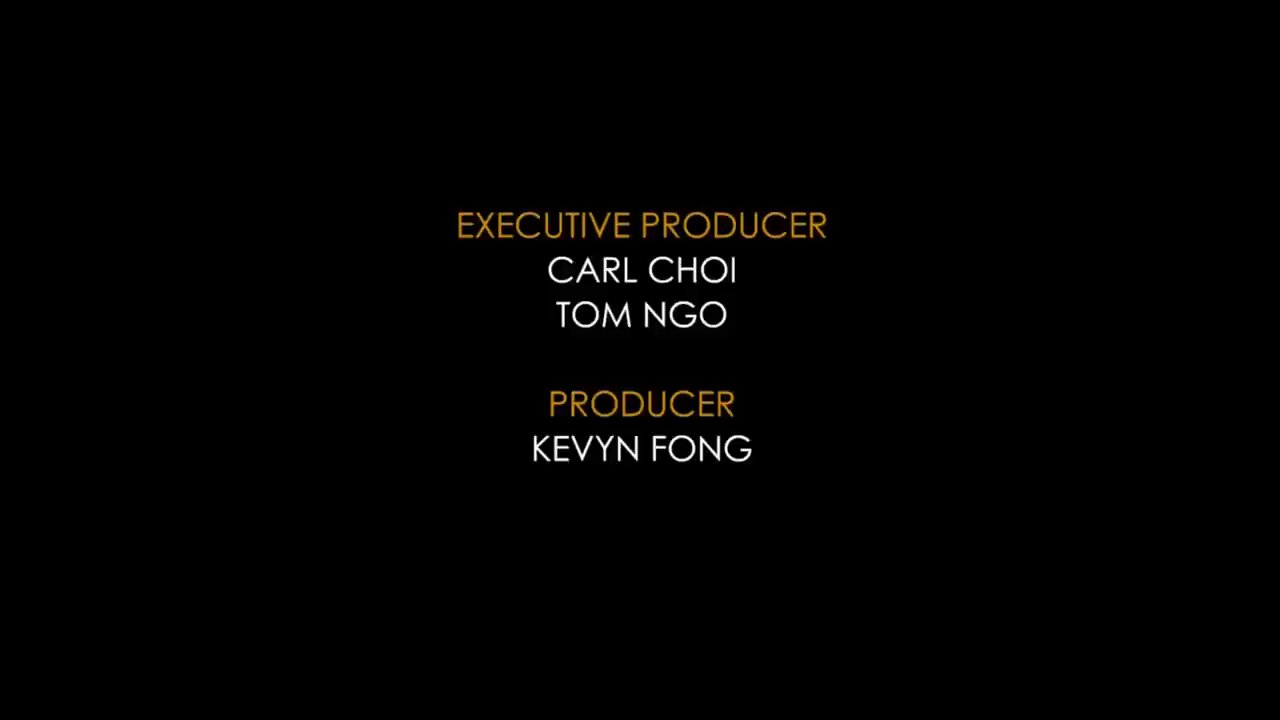 EXECUTIVE PRODUCER
CARL CHOI
TOM NGO
PRODUCER
KEVYN FONG